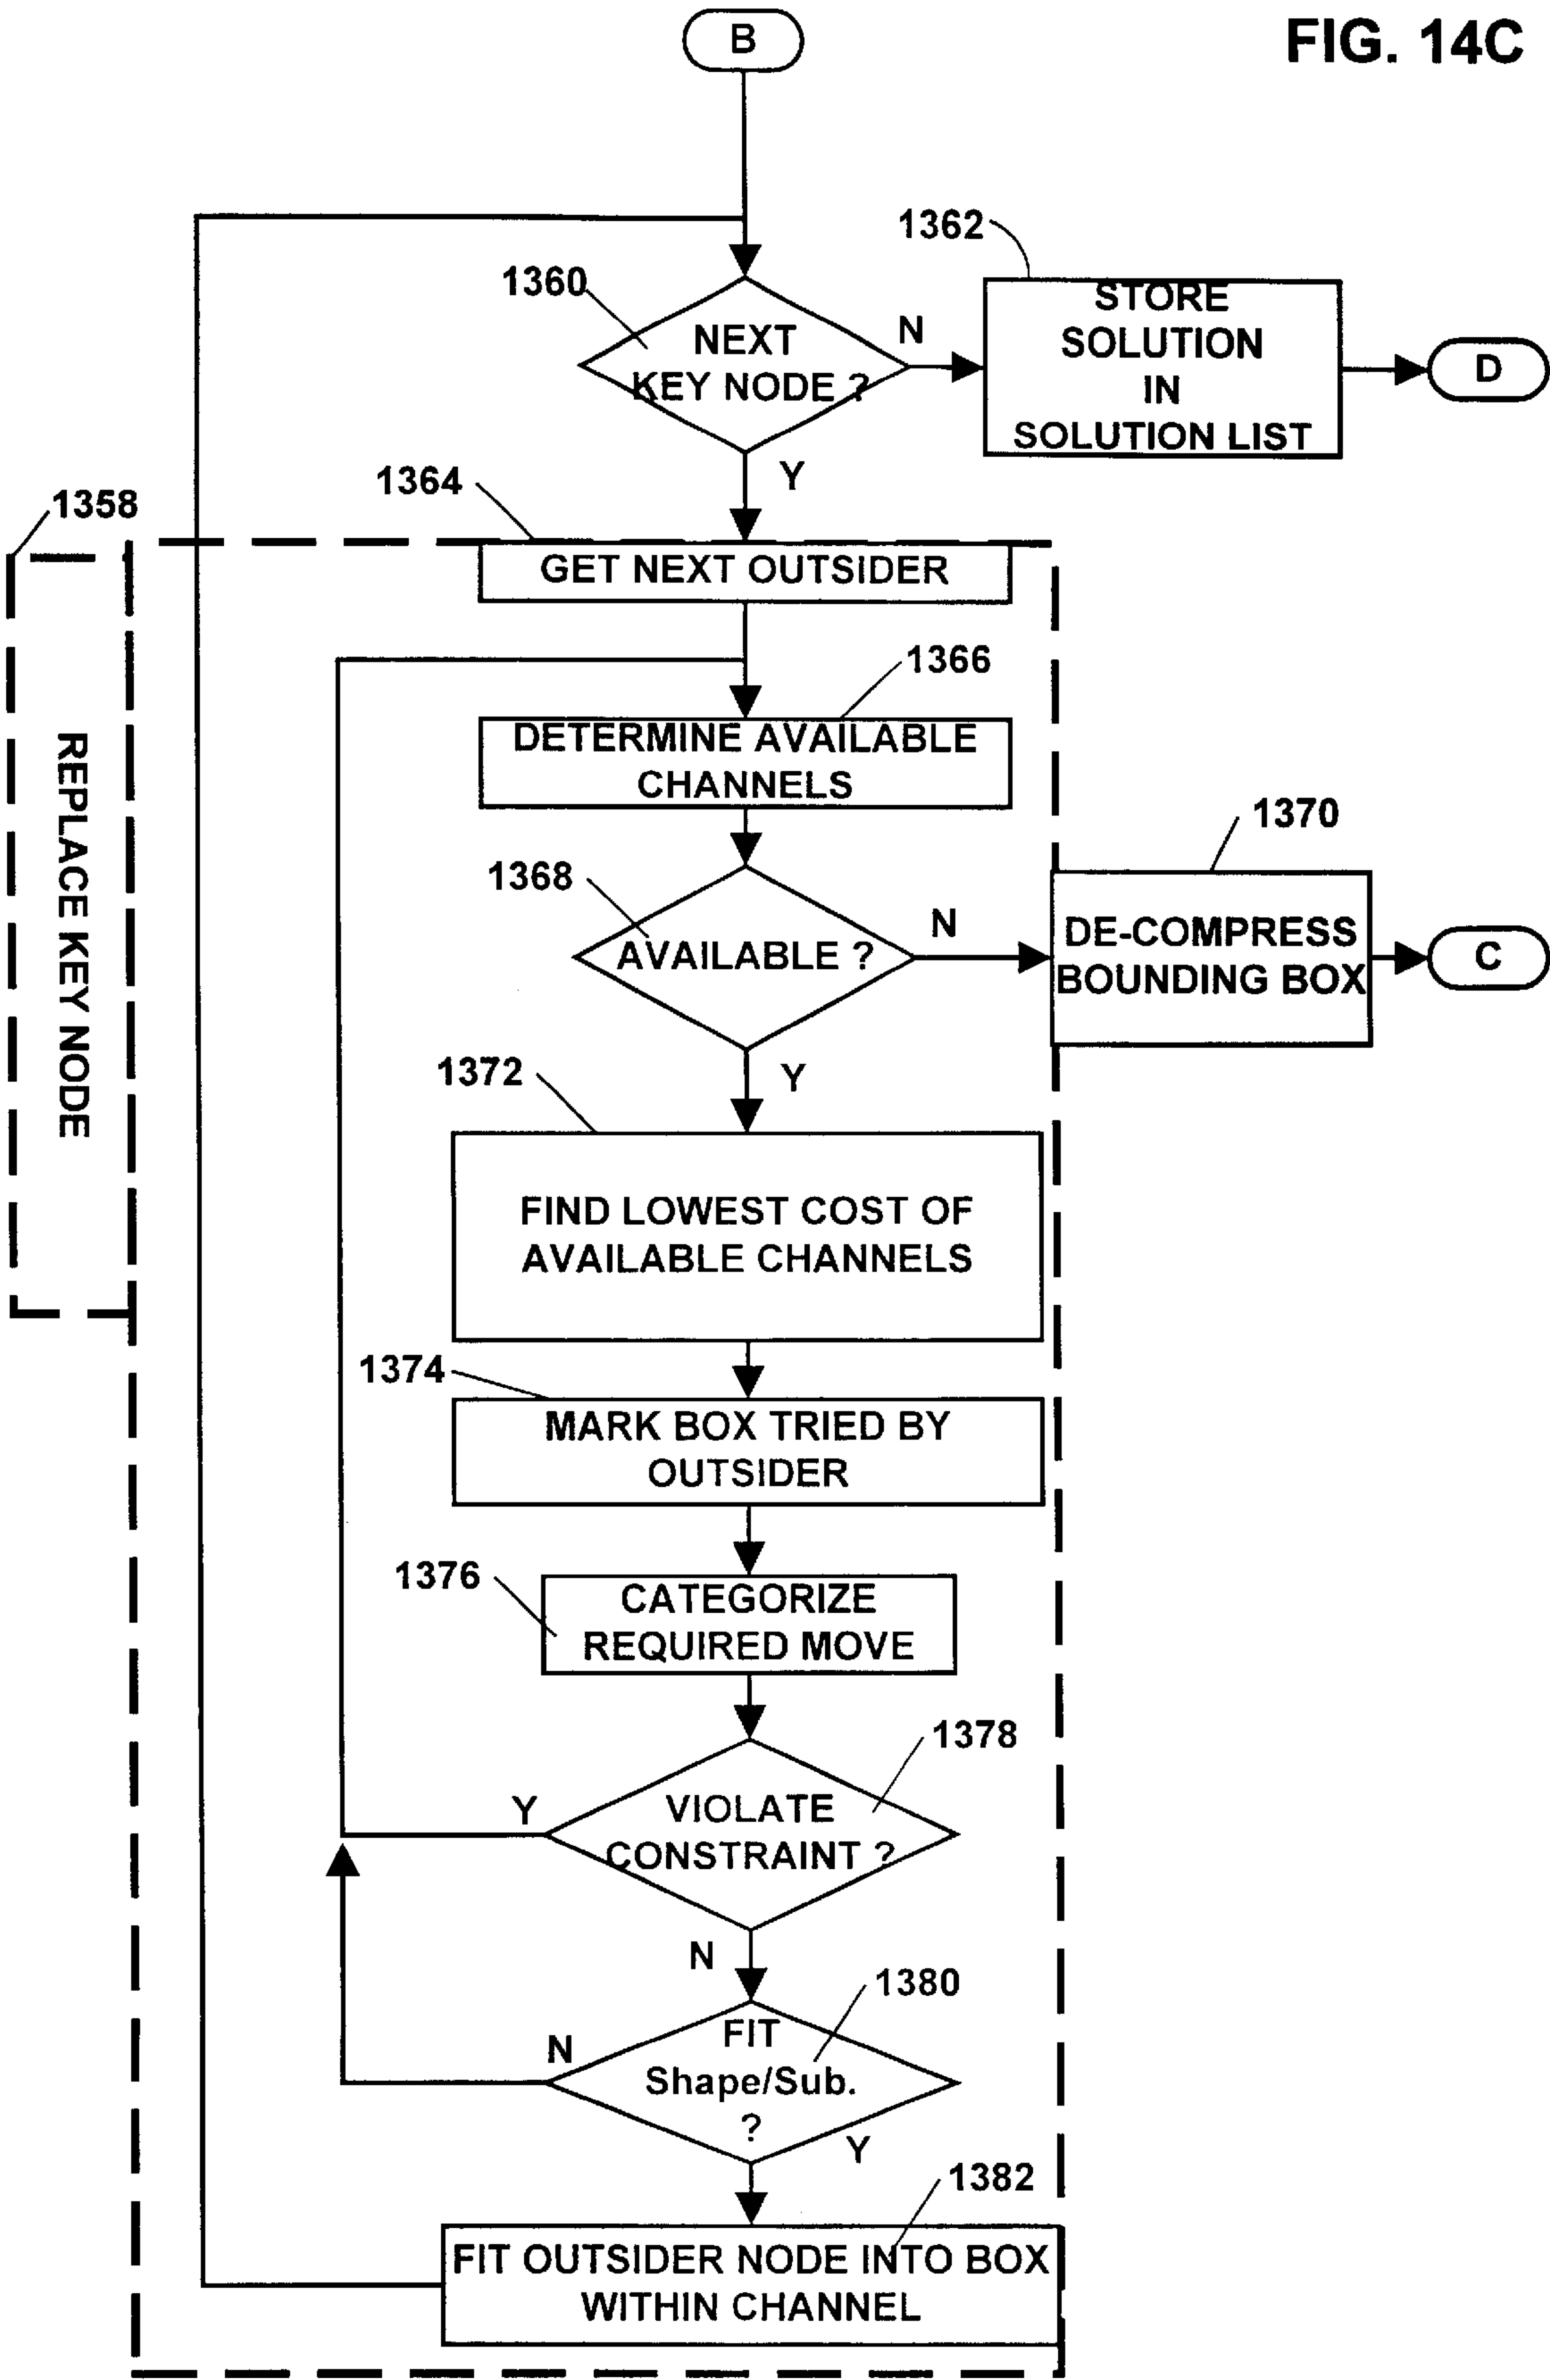 B
FIG. 14C
1362
1360
NEXT
KEY NODE ?
N
STORE
SOLUTION
IN
SOLUTION LIST
D
Y
1364
1358
GET NEXT OUTSIDER
1366
DETERMINE AVAILABLE
CHANNELS
REPLACE KEY NODE
1370
1368
AVAILABLE ?
N
DE-COMPRESS
BOUNDING BOX
C
Y
1372
FIND LOWEST COST OF
AVAILABLE CHANNELS
1374
MARK BOX TRIED BY
OUTSIDER
1376
CATEGORIZE
REQUIRED MOVE
1378
Y
VIOLATE
CONSTRAINT ?
N
1380
N
FIT
Shape/Sub.
?
Y
1382
FIT OUTSIDER NODE INTO BOX
WITHIN CHANNEL